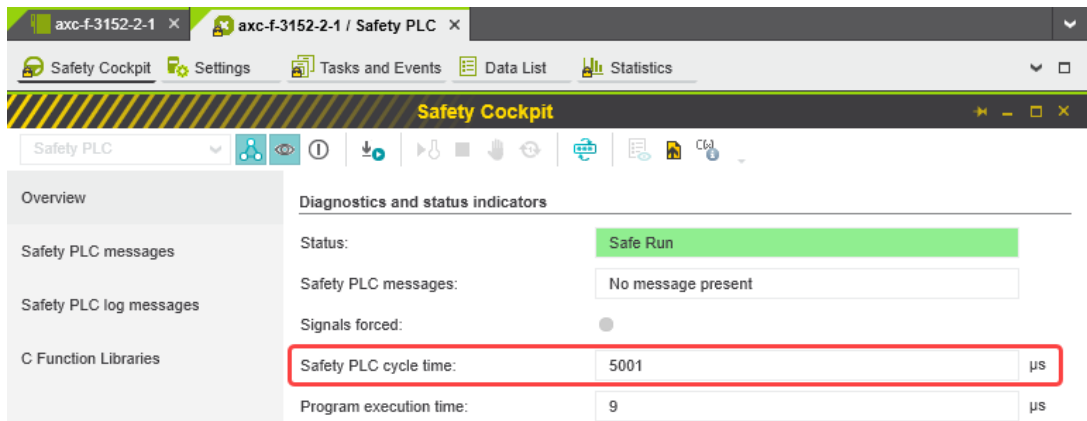 axc-f-3152-2-1 × axc-f-3152-2-1 / Safety PLC ×
Safety Cockpit Settings Tasks and Events Data List Statistics
Safety Cockpit
Safety PLC C(x)
Overview
Safety PLC messages
Safety PLC log messages
C Function Libraries
Diagnostics and status indicators
Status: Safe Run
Safety PLC messages: No message present
Signals forced:
Safety PLC cycle time: 5001 µs
Program execution time: 9 µs